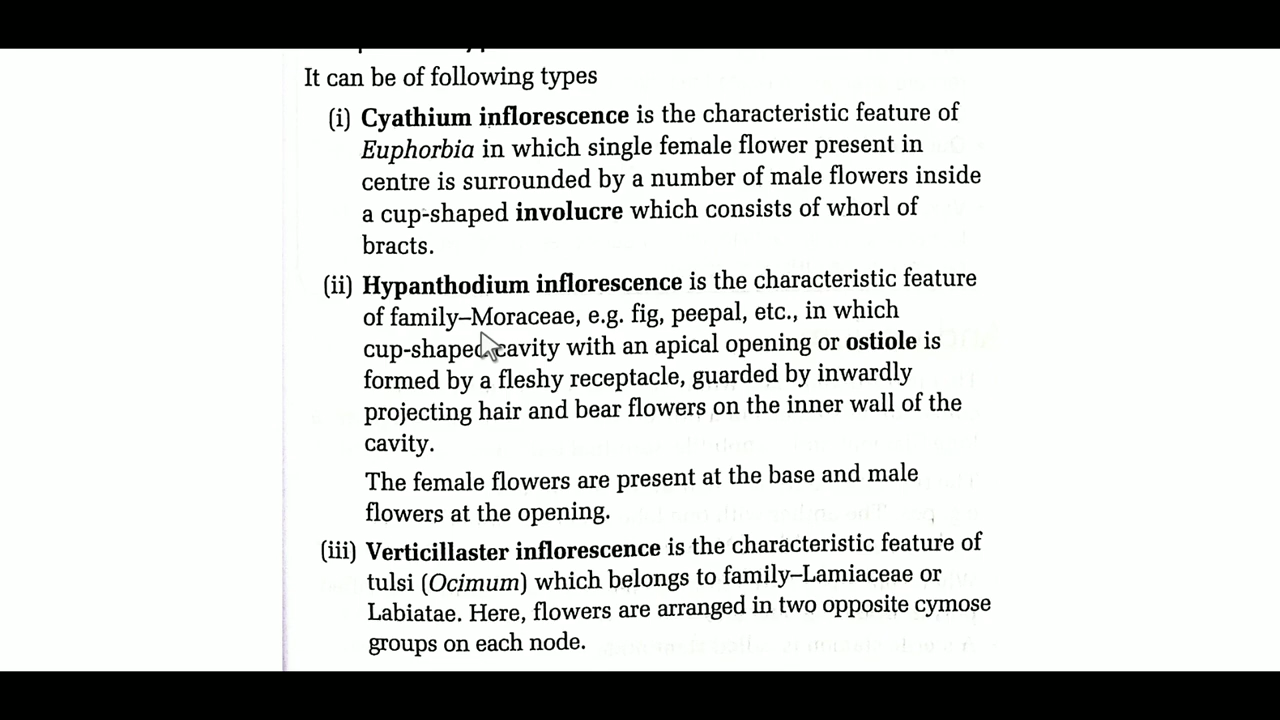 It can be of following types
(i) Cyathium inflorescence is the characteristic feature of
Euphorbia in which single female flower present in
centre is surrounded by a number of male flowers inside
a cup-shaped involucre which consists of whorl of
bracts.
(ii) Hypanthodium inflorescence is the characteristic feature
of family–Moraceae, e.g. fig, peepal, etc., in which
cup-shaped cavity with an apical opening or ostiole is
formed by a fleshy receptacle, guarded by inwardly
projecting hair and bear flowers on the inner wall of the
cavity.
The female flowers are present at the base and male
flowers at the opening.
(iii) Verticillaster inflorescence is the characteristic feature of
tulsi (Ocimum) which belongs to family–Lamiaceae or
Labiatae. Here, flowers are arranged in two opposite cymose
groups on each node.